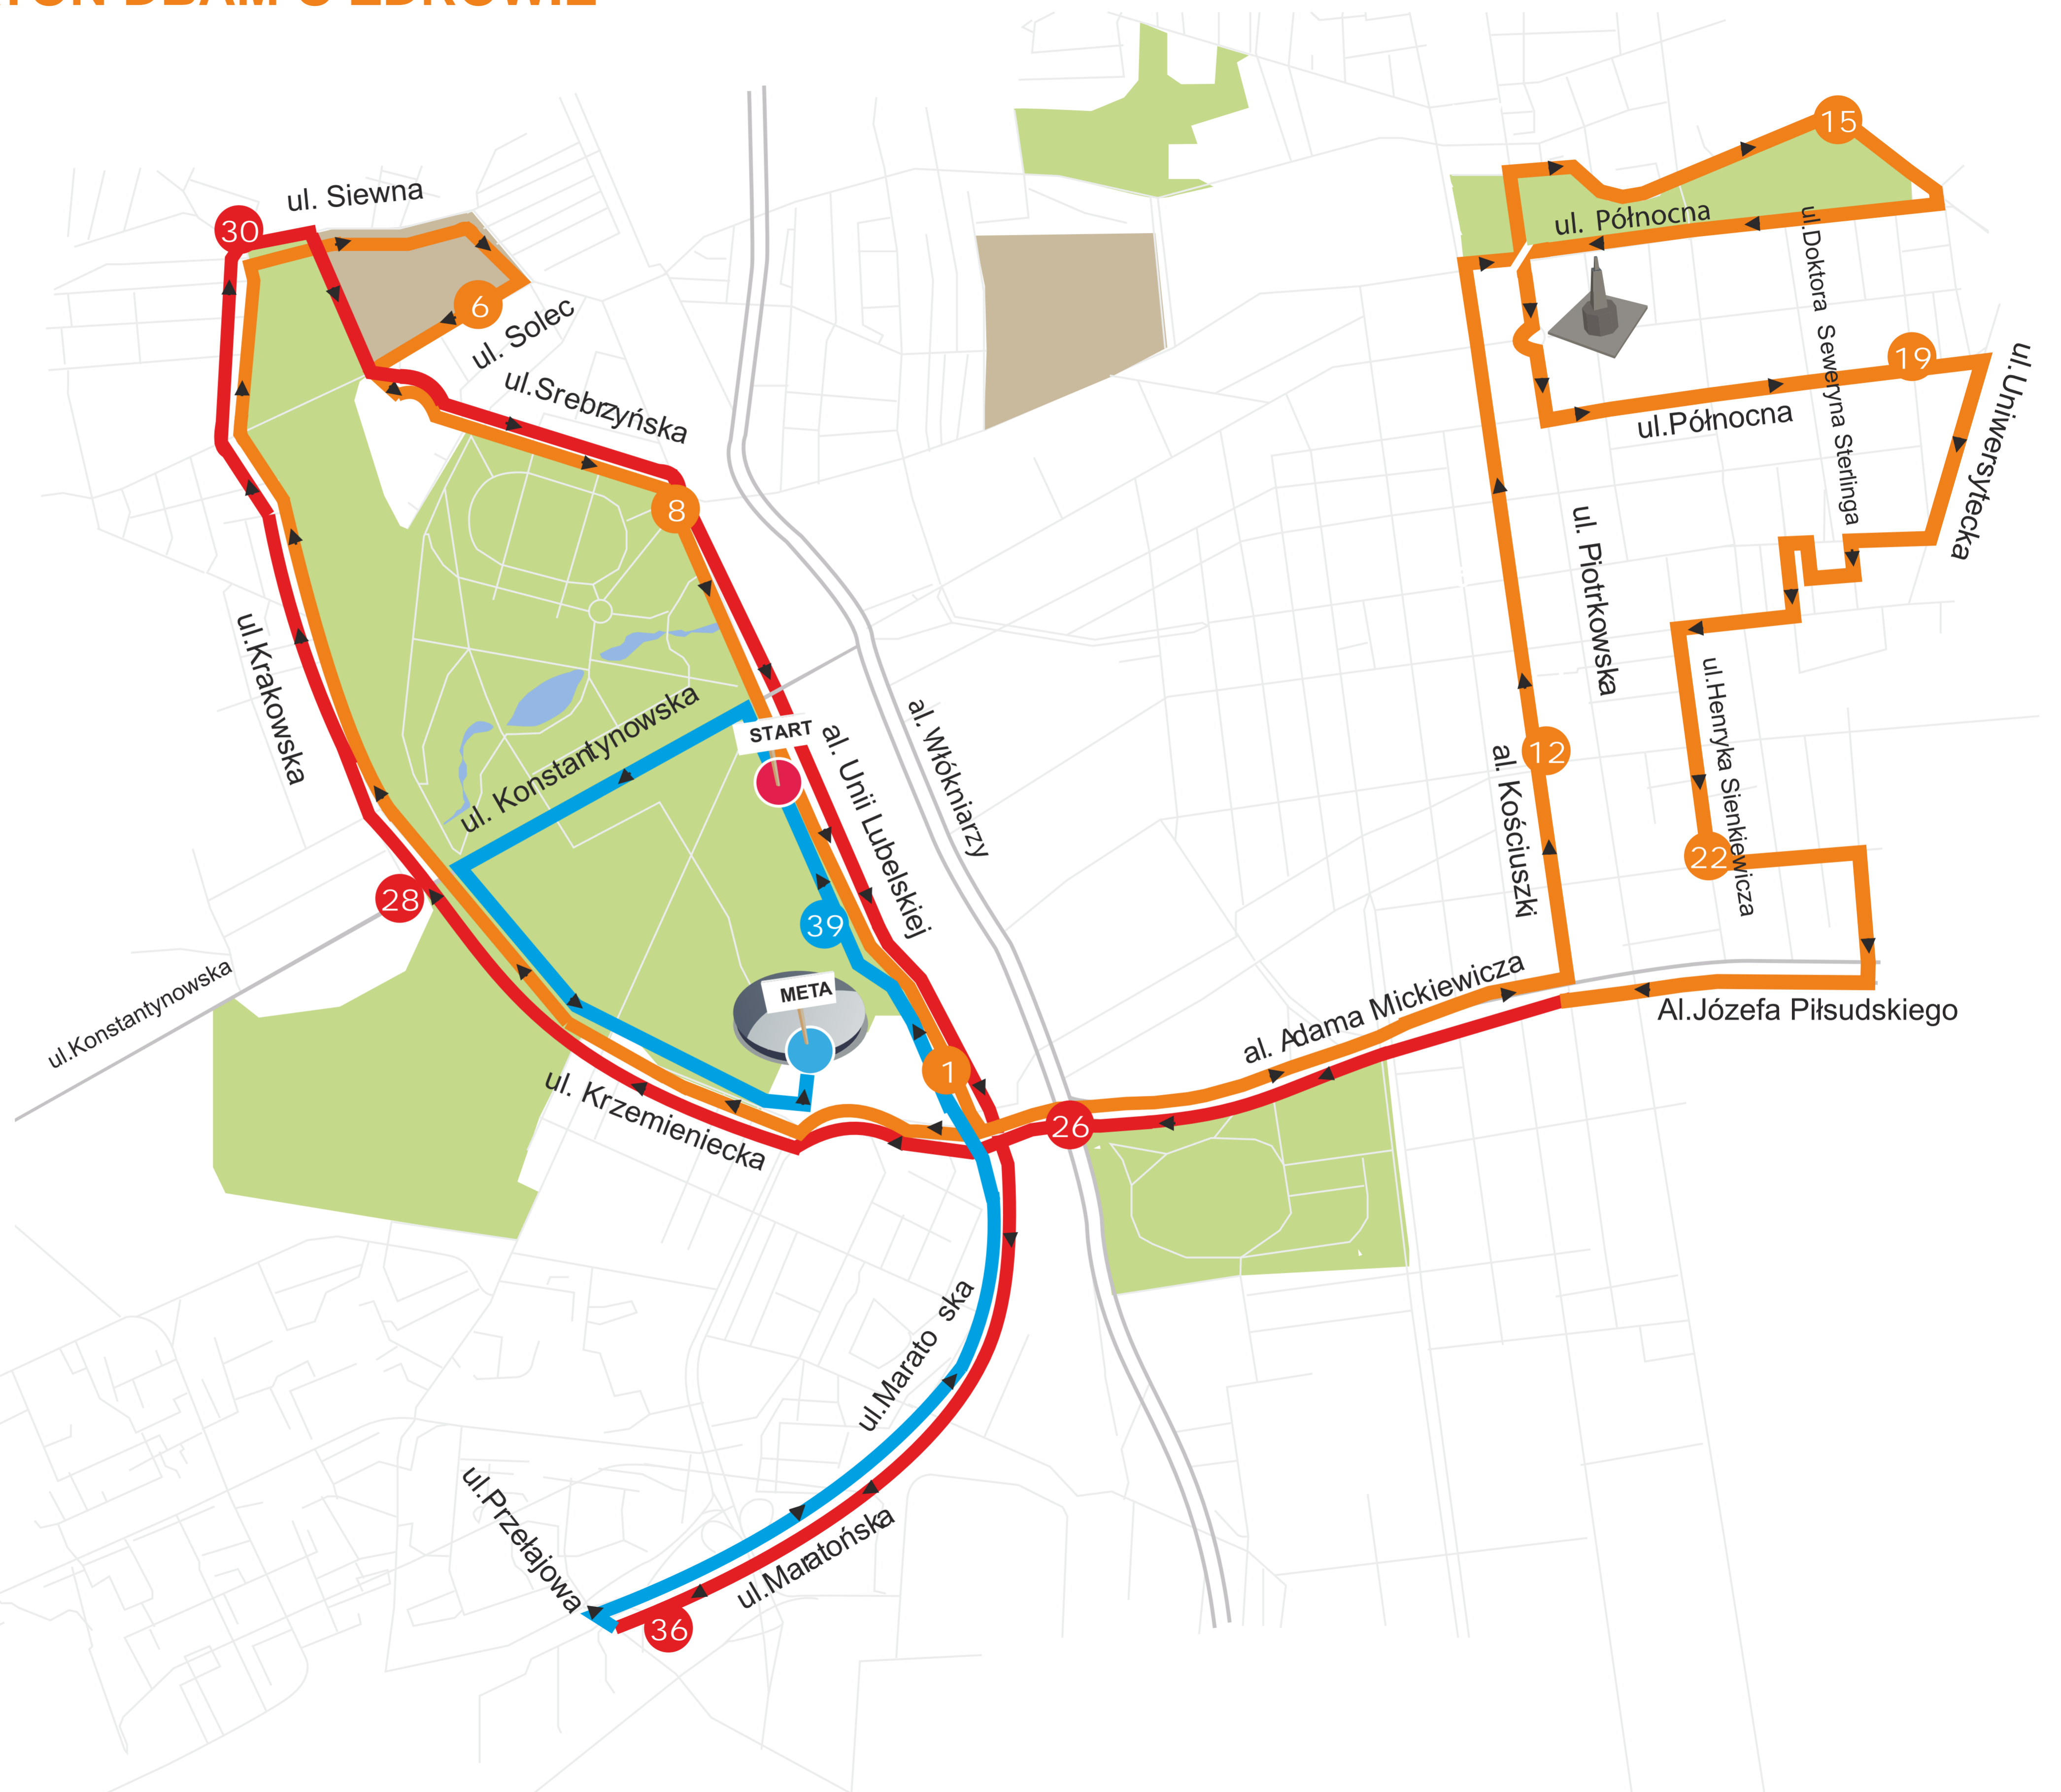 DBAM O ZDROWIE
15
ul. Siewna
30
ul. Północna
ul.Doktora Seweryna Sterlinga
6
ul. Solec
19
ul.Uniwersytecka
ul.Srebrzyńska
ul.Północna
8
ul. Piotrkowska
ul.Krakowska
ul. Konstantynowska
START
al. Unii Lubelskiej
al. Włókniarzy
12
al. Kościuszki
ul.Henryka Sienkiewicza
22
28
39
ul.Konstantynowska
META
al. Adama Mickiewicza
Al.Józefa Piłsudskiego
1
ul. Krzemieniecka
26
ul.Marato ska
ul.Przełajowa
ul.Maratońska
36